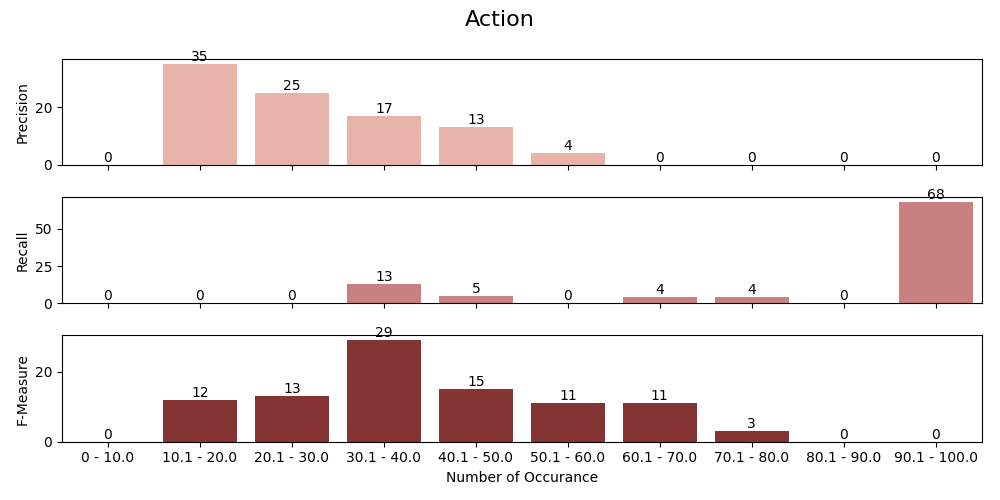 Action
Precision
20
0
0 35 25 17 13 4 0 0 0 0
Recall
50
25
0
0 0 0 13 5 0 4 4 0 68
F-Measure
20
0
0 12 13 29 15 11 11 3 0 0
0 - 10.0 10.1 - 20.0 20.1 - 30.0 30.1 - 40.0 40.1 - 50.0 50.1 - 60.0 60.1 - 70.0 70.1 - 80.0 80.1 - 90.0 90.1 - 100.0
Number of Occurance